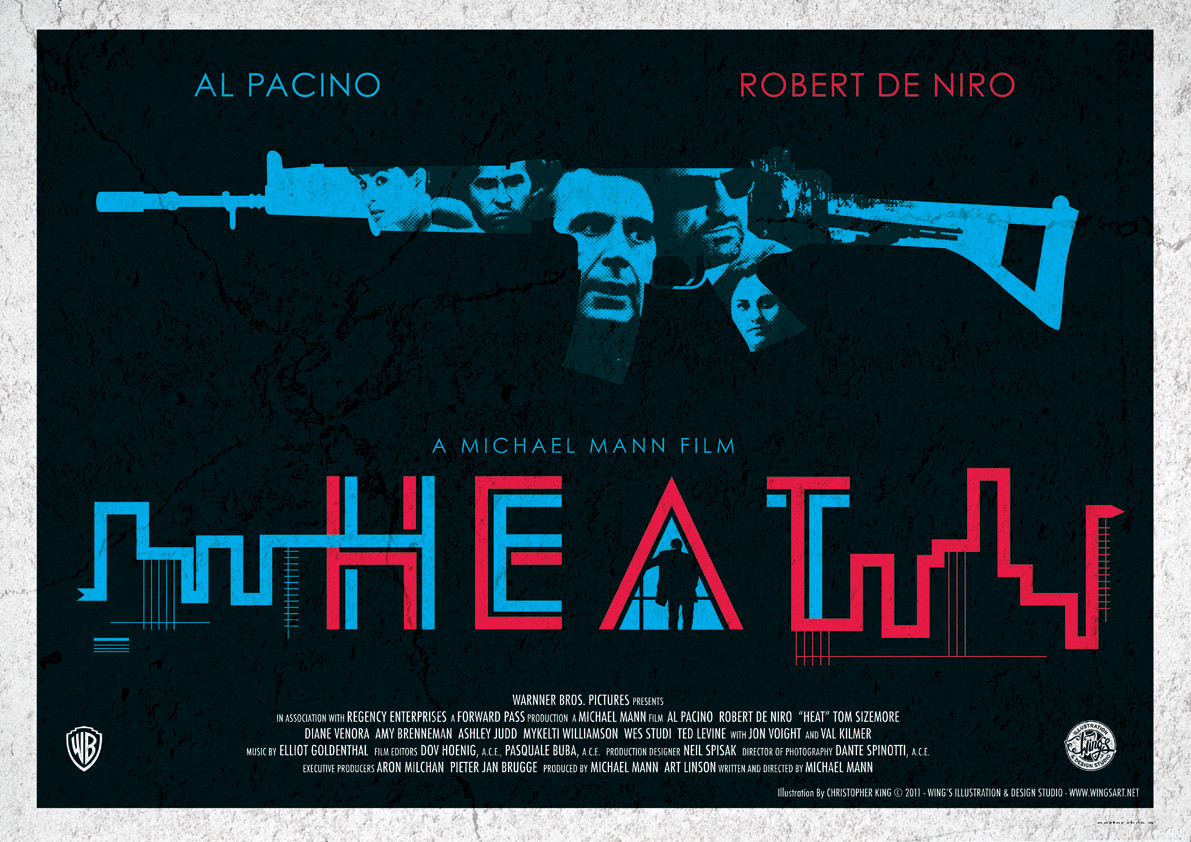 AL PACINO
ROBERT DE NIRO
A MICHAEL MANN FILM
HEAT
WARNNER BROS. PICTURES PRESENTS
IN ASSOCIATION WITH REGENCY ENTERPRISES A FORWARD PASS PRODUCTION A MICHAEL MANN FILM AL PACINO ROBERT DE NIRO "HEAT" TOM SIZEMORE
DIANE VENORA AMY BRENNEMAN ASHLEY JUDD MYKELTI WILLIAMSON WES STUDI TED LEVINE WITH JON VOIGHT AND VAL KILMER
MUSIC BY ELLIOT GOLDENTHAL FILM EDITORS DOV HOENIG, A.C.E., PASQUALE BUBA, A.C.E. PRODUCTION DESIGNER NEIL SPISAK DIRECTOR OF PHOTOGRAPHY DANTE SPINOTTI, A.C.E.
EXECUTIVE PRODUCERS ARON MILCHAN PIETER JAN BRUGGE PRODUCED BY MICHAEL MANN ART LINSON WRITTEN AND DIRECTED BY MICHAEL MANN
WB
ILLUSTRATION
Wing's
& DESIGN STUDIO
Illustration By CHRISTOPHER KING © 2011 - WING'S ILLUSTRATION & DESIGN STUDIO - WWW.WINGSART.NET